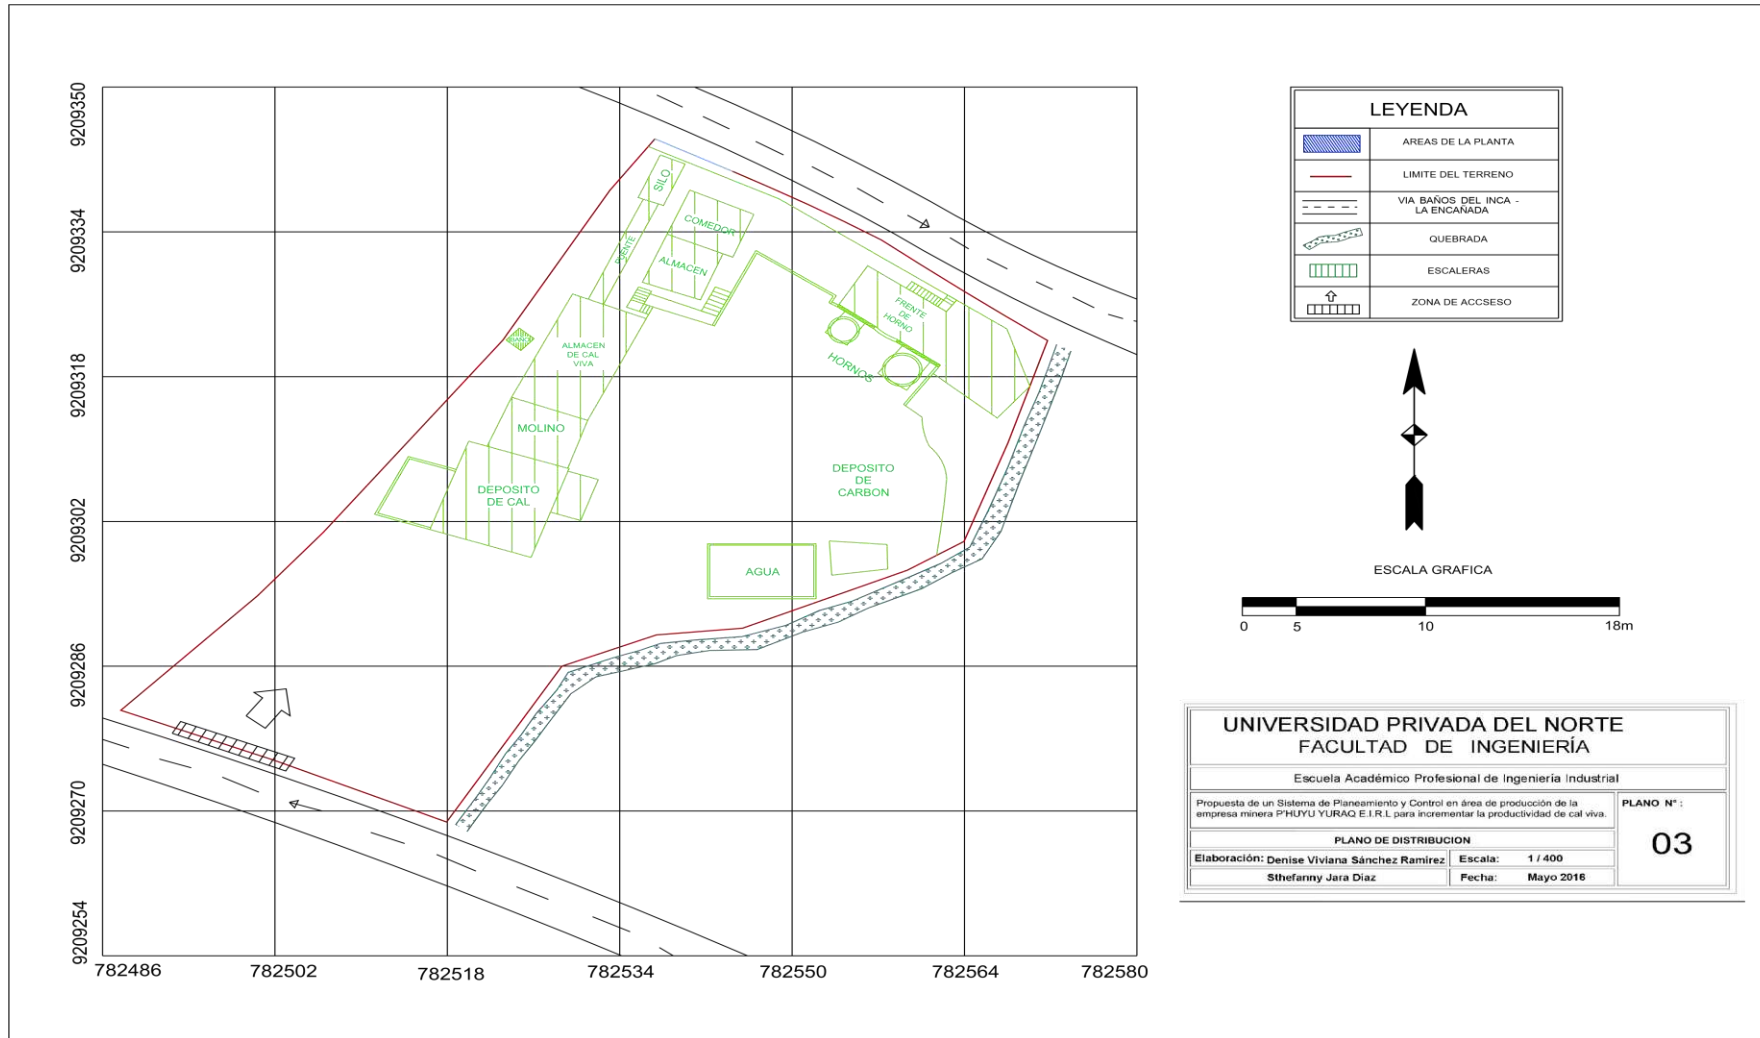 9209350
9209334
9209318
9209302
9209286
9209270
9209254
782486
782502
782518
782534
782550
782564
782580
SILO
COMEDOR
PUENTE
ALMACEN
FRENTE
DE
HORNO
HORNOS
ALMACEN
DE CAL
VIVA
MOLINO
DEPOSITO
DE CAL
DEPOSITO
DE
CARBON
AGUA
LEYENDA
AREAS DE LA PLANTA
LIMITE DEL TERRENO
VIA BAÑOS DEL INCA -
LA ENCAÑADA
QUEBRADA
ESCALERAS
ZONA DE ACCSESO
ESCALA GRAFICA
0 5 10 18m
UNIVERSIDAD PRIVADA DEL NORTE
FACULTAD DE INGENIERÍA
Escuela Académico Profesional de Ingeniería Industrial
Propuesta de un Sistema de Planeamiento y Control en área de producción de la
empresa minera P'HUYU YURAQ E.I.R.L para incrementar la productividad de cal viva.
PLANO N° :
03
PLANO DE DISTRIBUCION
Elaboración: Denise Viviana Sánchez Ramirez
Escala: 1 / 400
Sthefanny Jara Diaz
Fecha: Mayo 2016